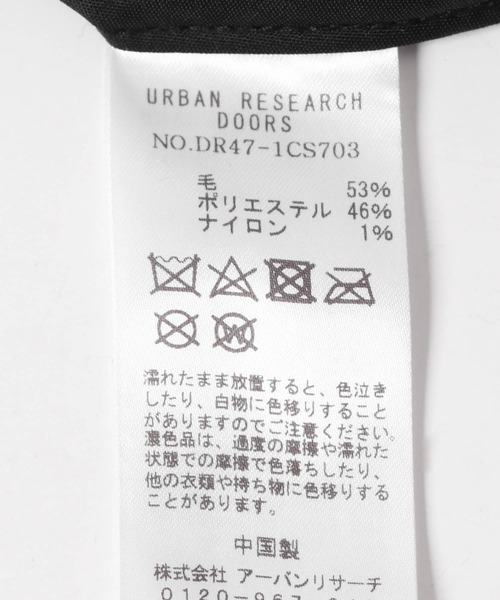 URBAN RESEARCH
DOORS
NO.DR47-1CS703
毛 53%
ポリエステル 46%
ナイロン 1%
W
濡れたまま放置すると、色泣き
したり、白物に色移りすること
がありますのでご注意ください。
濃色品は、過度の摩擦や濡れた
状態での摩擦で色落ちしたり、
他の衣類や持ち物に色移りする
ことがあります。
中国製
株式会社 アーバンリサーチ
0120-967-